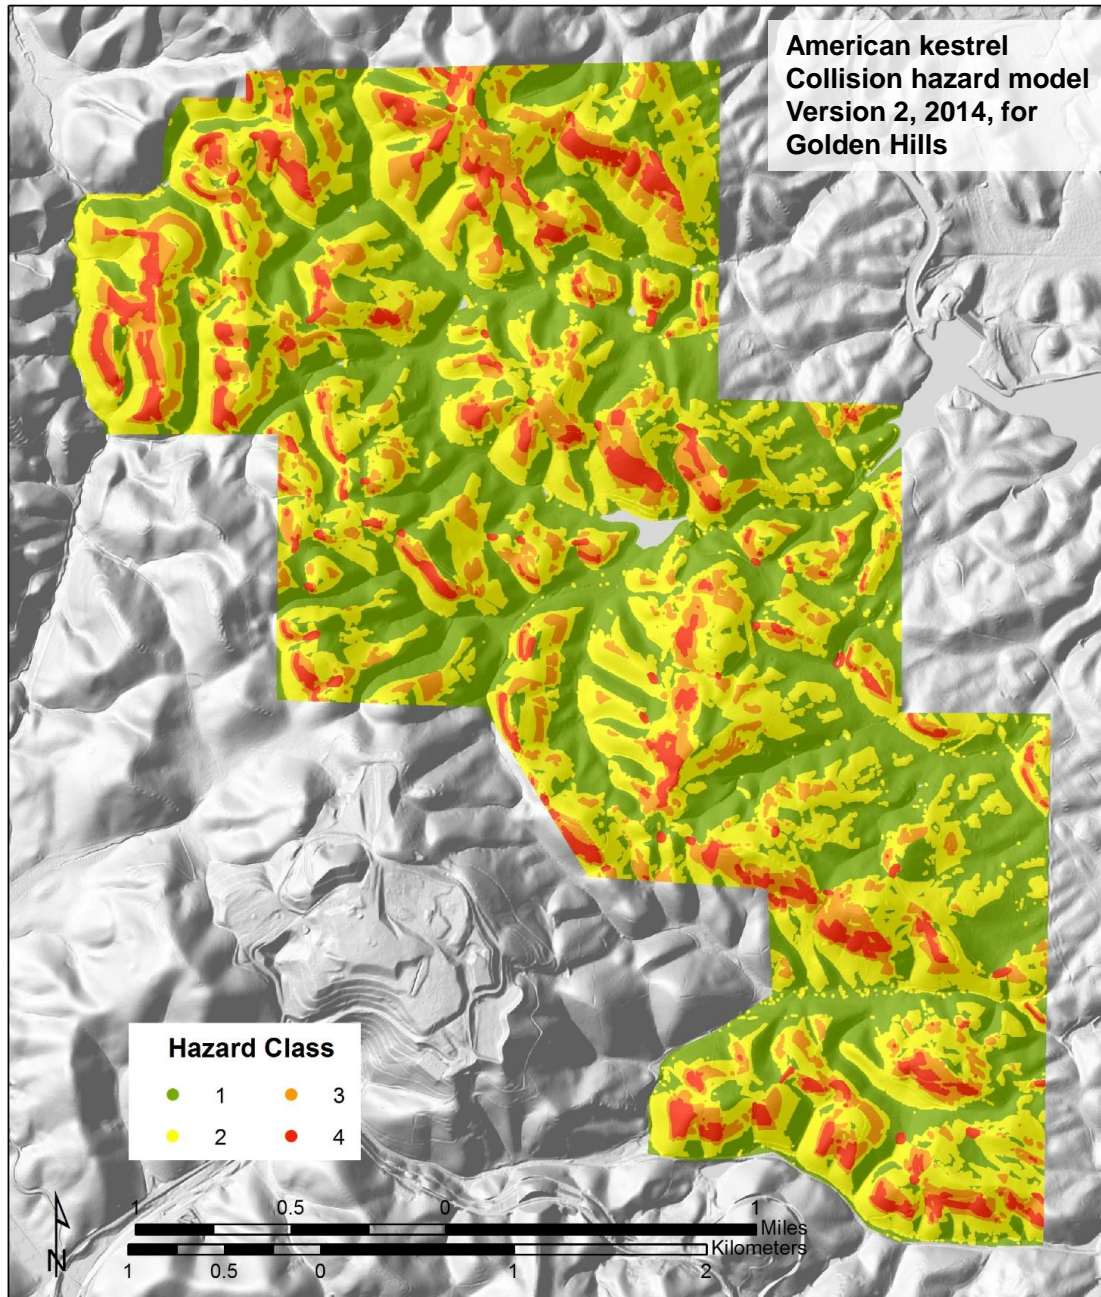 American kestrel
Collision hazard model
Version 2, 2014, for
Golden Hills
Hazard Class
1 3
2 4
1 0.5 0 1
Miles
Kilometers
1 0.5 0 1 2
N